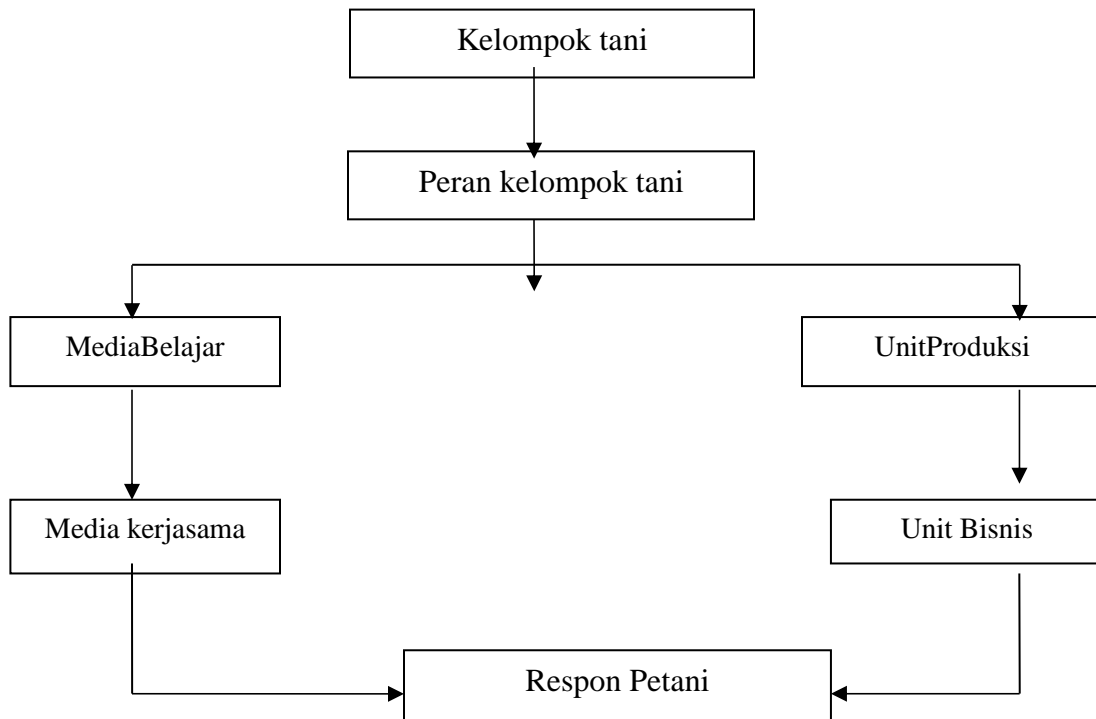 Kelompok tani
Peran kelompok tani
MediaBelajar
UnitProduksi
Media kerjasama
Unit Bisnis
Respon Petani